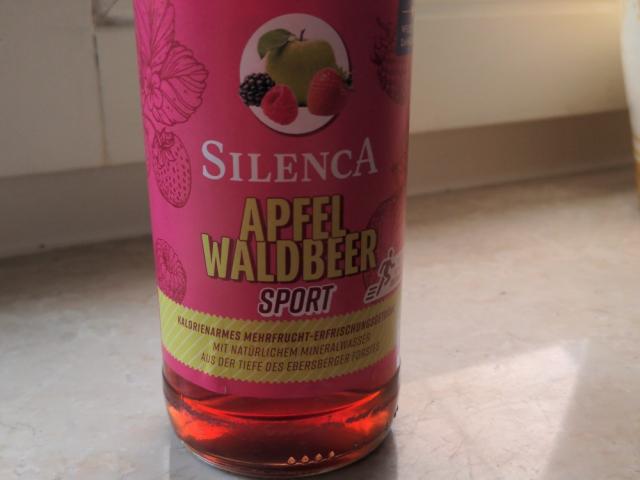 SILENCA
APFEL
WALDBEER
SPORT
KALORIENARMES MEHRFRUCHT-ERFRISCHUNGSGETRÄNK
MIT NATÜRLICHEM MINERALWASSER
AUS DER TIEFE DES EBERSBERGER FORSTES